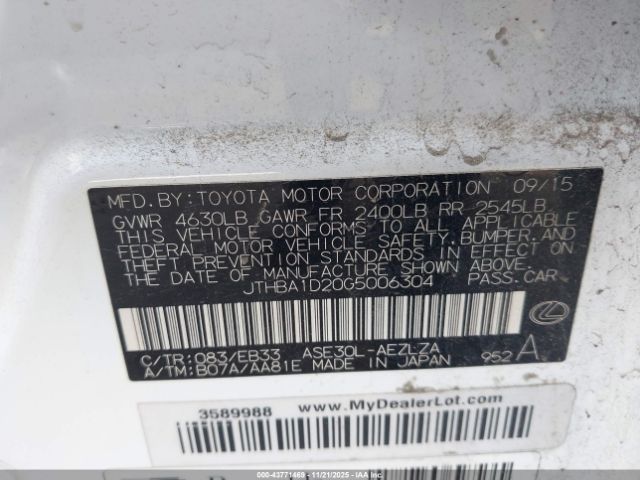 MFD.BY:TOYOTA MOTOR CORPORATION 09/15
GVWR 4630LB GAWR FR 2400LB RR 2545LB
THIS VEHICLE CONFORMS TO ALL APPLICABLE
FEDERAL MOTOR VEHICLE SAFETY, BUMPER, AND
THEFT PREVENTION STANDARDS IN EFFECT ON
THE DATE OF MANUFACTURE SHOWN ABOVE.
JTHBA1D20G5006304 PASS.CAR
C/TR:083/EB33 ASE30L-AEZLZA
A/TM:B07A/AA81E MADE IN JAPAN 952 A
3589988 www.MyDealerLot.com
000-43771469 - 11/21/2025 - COPART